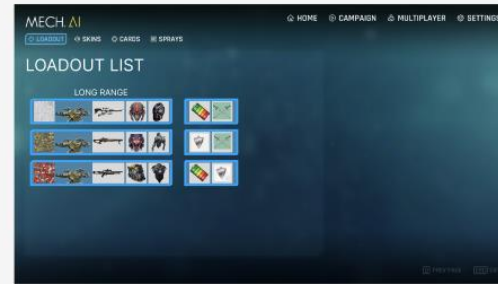 MECH.AI
HOME CAMPAIGN MULTIPLAYER SETTINGS
LOADOUT SKINS CARDS SPRAYS
LOADOUT LIST
LONG RANGE